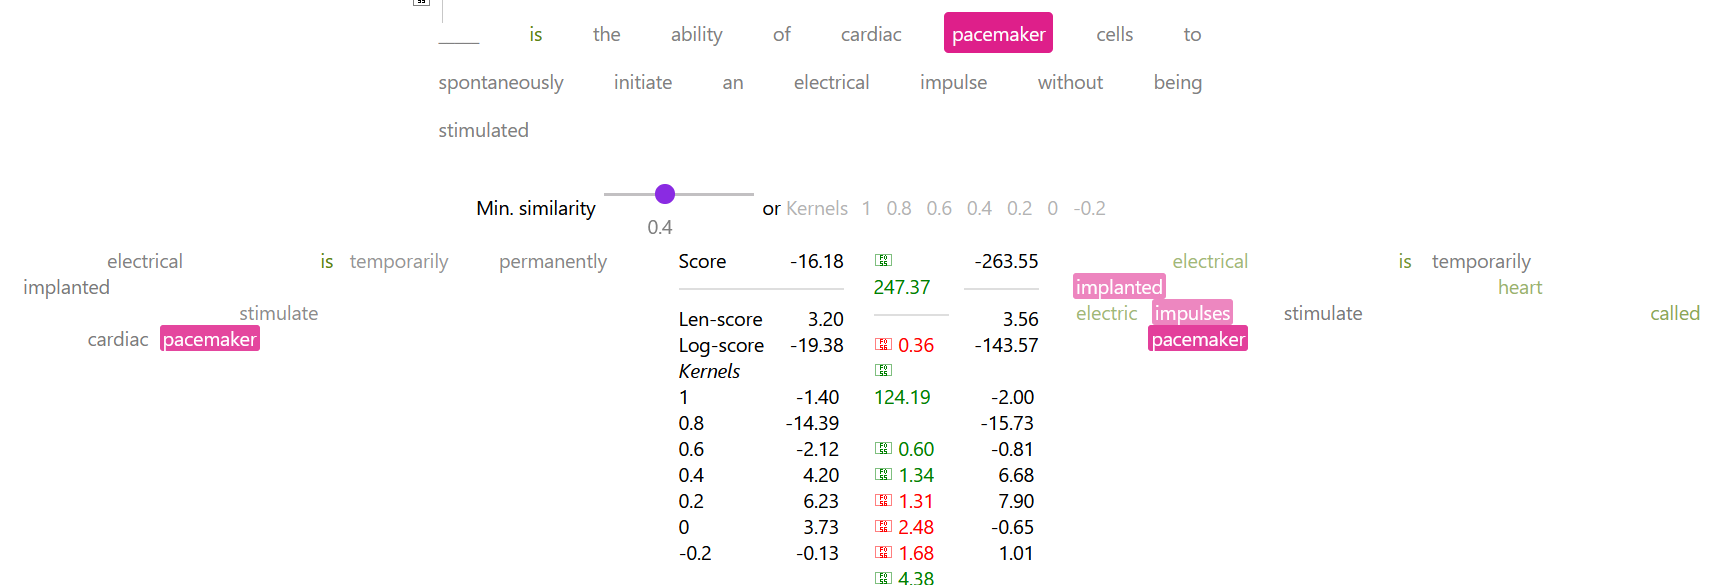 ____ is the ability of cardiac pacemaker cells to
spontaneously initiate an electrical impulse without being
stimulated
Min. similarity 0.4 or Kernels 1 0.8 0.6 0.4 0.2 0 -0.2
electrical is temporarily permanently
implanted
stimulate
cardiac pacemaker
Score -16.18 -263.55
247.37
Len-score 3.20 3.56
Log-score -19.38 0.36 -143.57
Kernels
1 -1.40 124.19 -2.00
0.8 -14.39 -15.73
0.6 -2.12 0.60 -0.81
0.4 4.20 1.34 6.68
0.2 6.23 1.31 7.90
0 3.73 2.48 -0.65
-0.2 -0.13 1.68 1.01
4.38
electrical is temporarily
implanted heart
electric impulses stimulate called
pacemaker